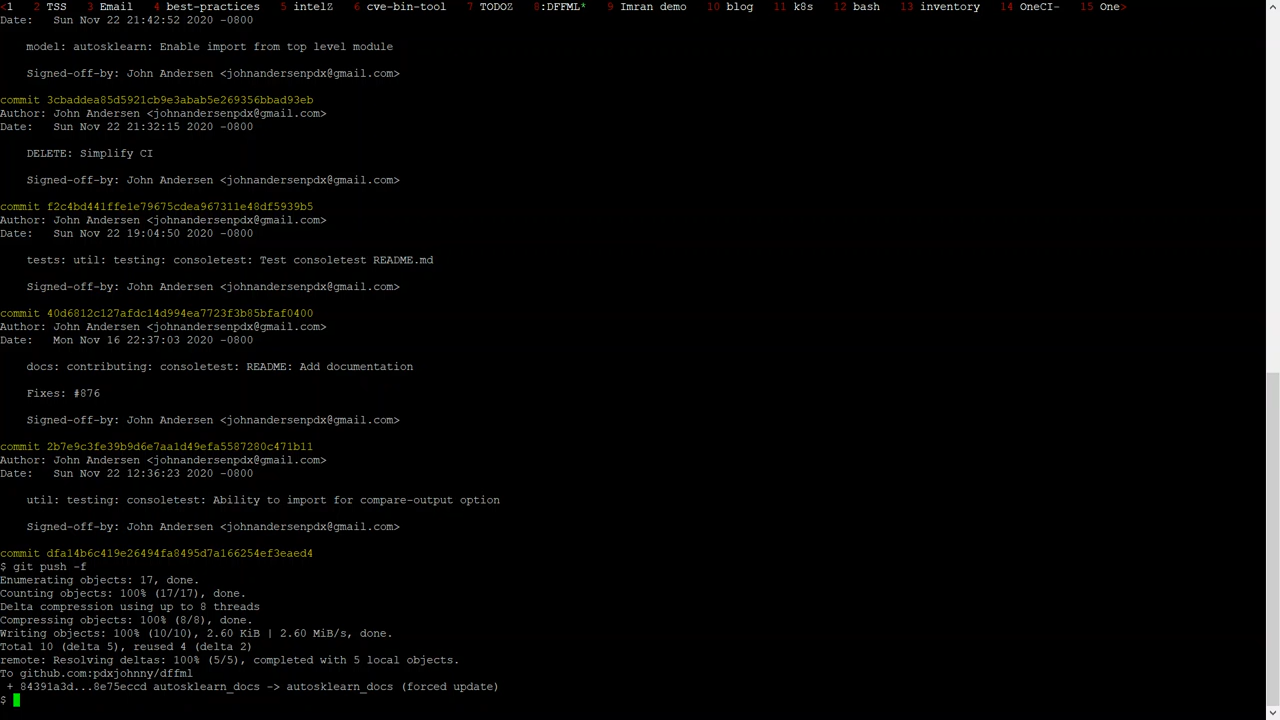 <1  2 TSS  3 Email  4 best-practices  5 intelZ  6 cve-bin-tool  7 TODOZ  8:DFFML*  9 Imran demo  10 blog  11 k8s  12 bash  13 inventory  14 OneCI-  15 One>
Date:   Sun Nov 22 21:42:52 2020 -0800
    model: autosklearn: Enable import from top level module
    Signed-off-by: John Andersen <johnandersenpdx@gmail.com>
commit 3cbaddea85d5921cb9e3abab5e269356bbad93eb
Author: John Andersen <johnandersenpdx@gmail.com>
Date:   Sun Nov 22 21:32:15 2020 -0800
    DELETE: Simplify CI
    Signed-off-by: John Andersen <johnandersenpdx@gmail.com>
commit f2c4bd441ffe1e79675cdea967311e48df5939b5
Author: John Andersen <johnandersenpdx@gmail.com>
Date:   Sun Nov 22 19:04:50 2020 -0800
    tests: util: testing: consoletest: Test consoletest README.md
    Signed-off-by: John Andersen <johnandersenpdx@gmail.com>
commit 40d6812c127afdc14d994ea7723f3b85bfaf0400
Author: John Andersen <johnandersenpdx@gmail.com>
Date:   Mon Nov 16 22:37:03 2020 -0800
    docs: contributing: consoletest: README: Add documentation
    Fixes: #876
    Signed-off-by: John Andersen <johnandersenpdx@gmail.com>
commit 2b7e9c3fe39b9d6e7aa1d49efa5587280c471b11
Author: John Andersen <johnandersenpdx@gmail.com>
Date:   Sun Nov 22 12:36:23 2020 -0800
    util: testing: consoletest: Ability to import for compare-output option
    Signed-off-by: John Andersen <johnandersenpdx@gmail.com>
commit dfa14b6c419e26494fa8495d7a166254ef3eaed4
$ git push -f
Enumerating objects: 17, done.
Counting objects: 100% (17/17), done.
Delta compression using up to 8 threads
Compressing objects: 100% (8/8), done.
Writing objects: 100% (10/10), 2.60 KiB | 2.60 MiB/s, done.
Total 10 (delta 5), reused 4 (delta 2)
remote: Resolving deltas: 100% (5/5), completed with 5 local objects.
To github.com:pdxjohnny/dffml
 + 84391a3d...8e75eccd autosklearn_docs -> autosklearn_docs (forced update)
$